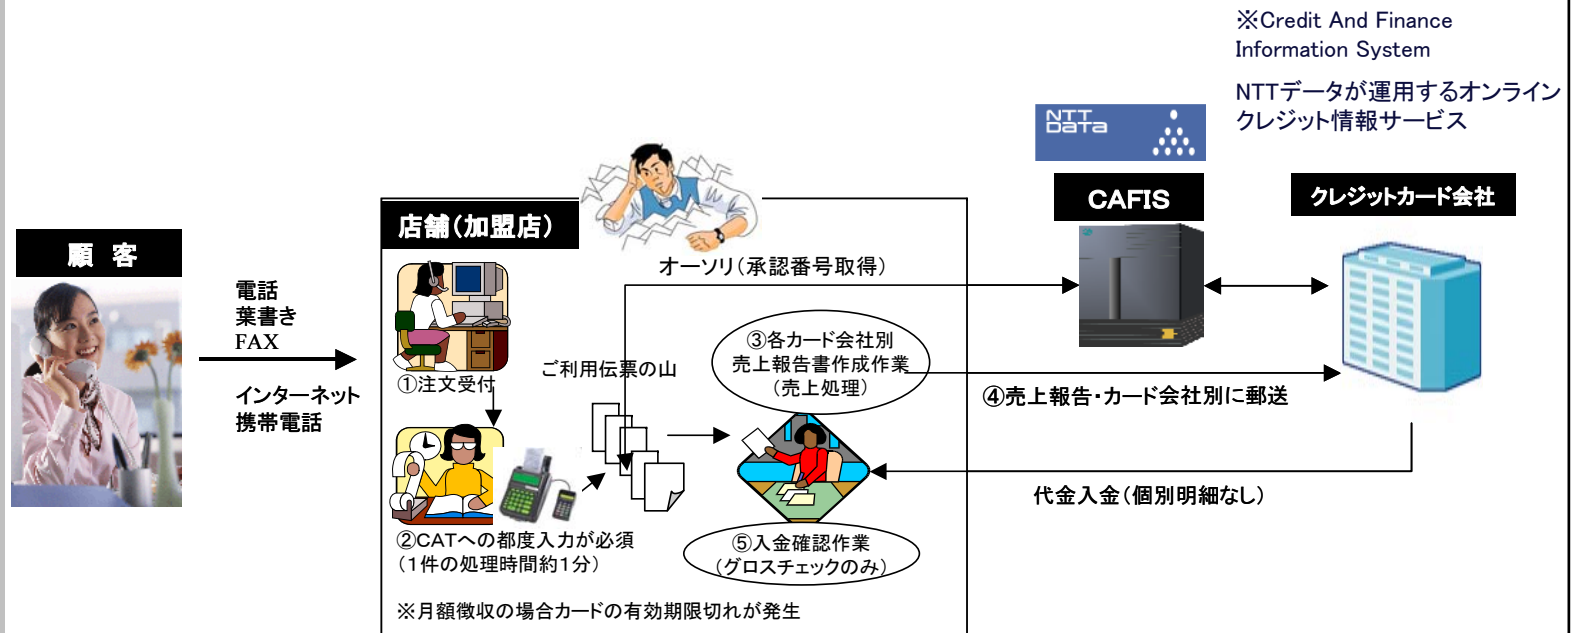 ※Credit And Finance
Information System
NTTデータが運用するオンライン
クレジット情報サービス
NTT
DATA
CAFIS
クレジットカード会社
店舗(加盟店)
顧 客
オーソリ(承認番号取得)
電話
葉書き
FAX
インターネット
携帯電話
①注文受付
ご利用伝票の山
③各カード会社別
売上報告書作成作業
(売上処理)
④売上報告・カード会社別に郵送
代金入金(個別明細なし)
②CATへの都度入力が必須
(1件の処理時間約1分)
⑤入金確認作業
(グロスチェックのみ)
※月額徴収の場合カードの有効期限切れが発生